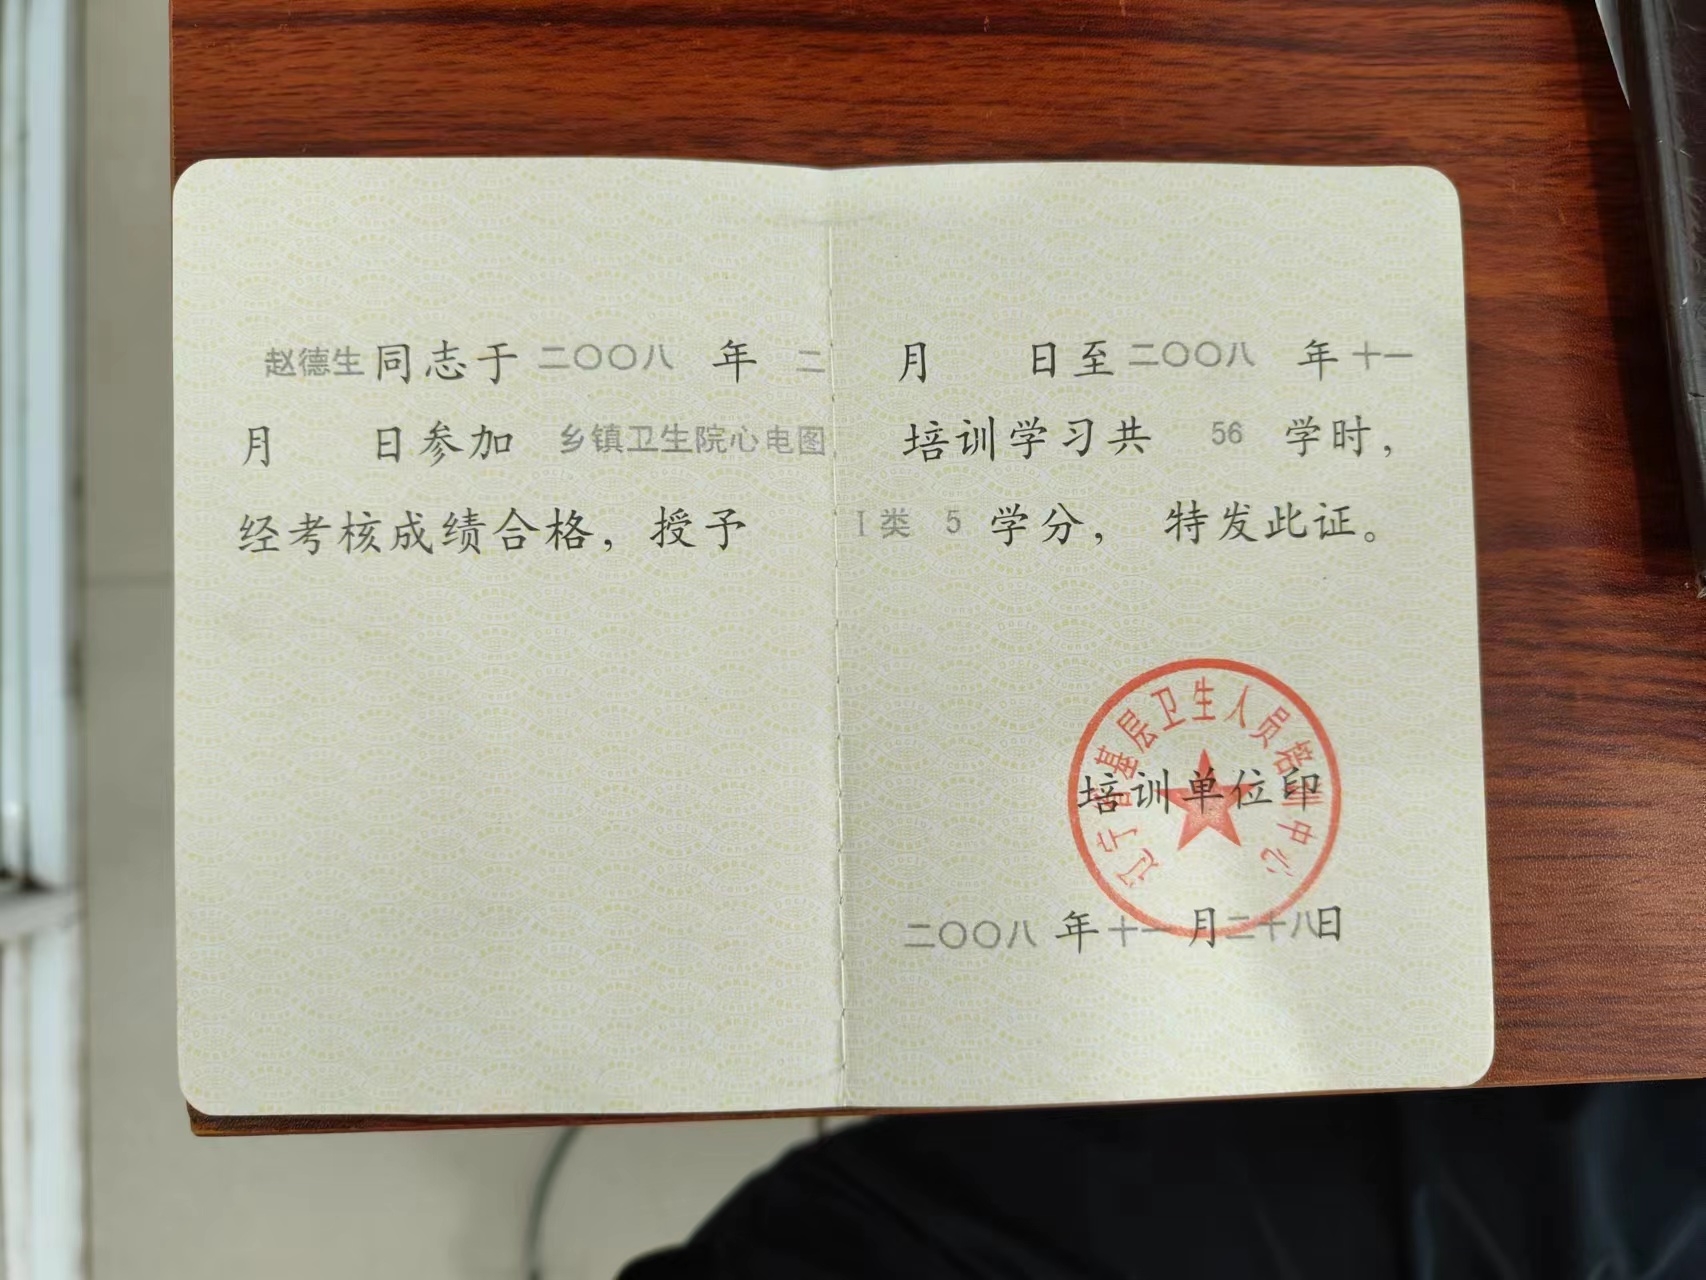 赵德生同志于 二〇〇八 年 二 月 日至 二〇〇八 年 十一
月 日参加 乡镇卫生院心电图 培训学习共 56 学时，
经考核成绩合格，授予 I类 5 学分， 特发此证。
辽宁省基层卫生人员培训中心
培训单位印
二〇〇八 年 十一 月 二十八日